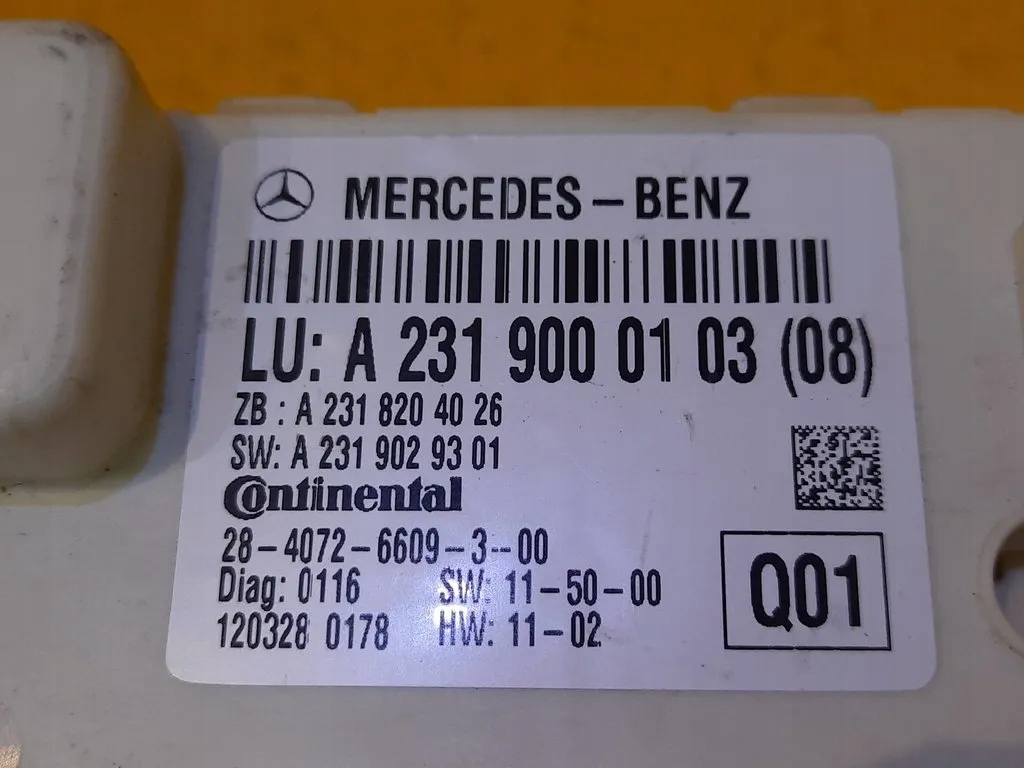 MERCEDES-BENZ
LU: A 231 900 01 03 (08)
ZB : A 231 820 40 26
SW: A 231 902 93 01
Continental
28-4072-6609-3-00
Diag: 0116 SW: 11-50-00
120328 0178 HW: 11-02
Q01